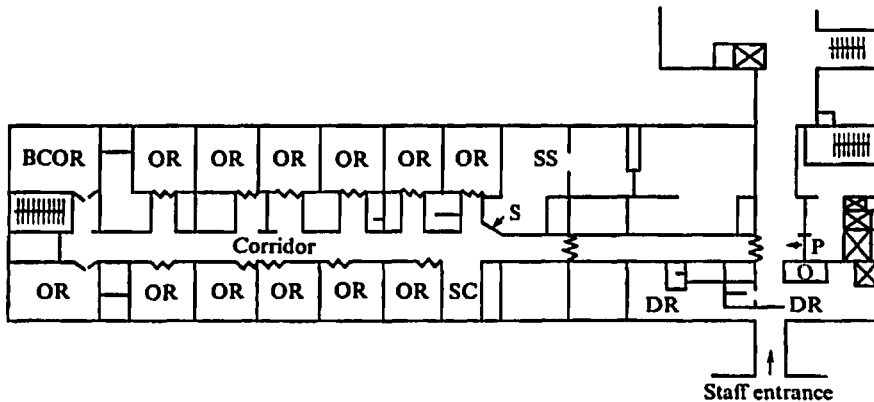 BCOR OR OR OR OR OR OR SS
S
Corridor P
O
OR OR OR OR OR OR SC DR DR
Staff entrance